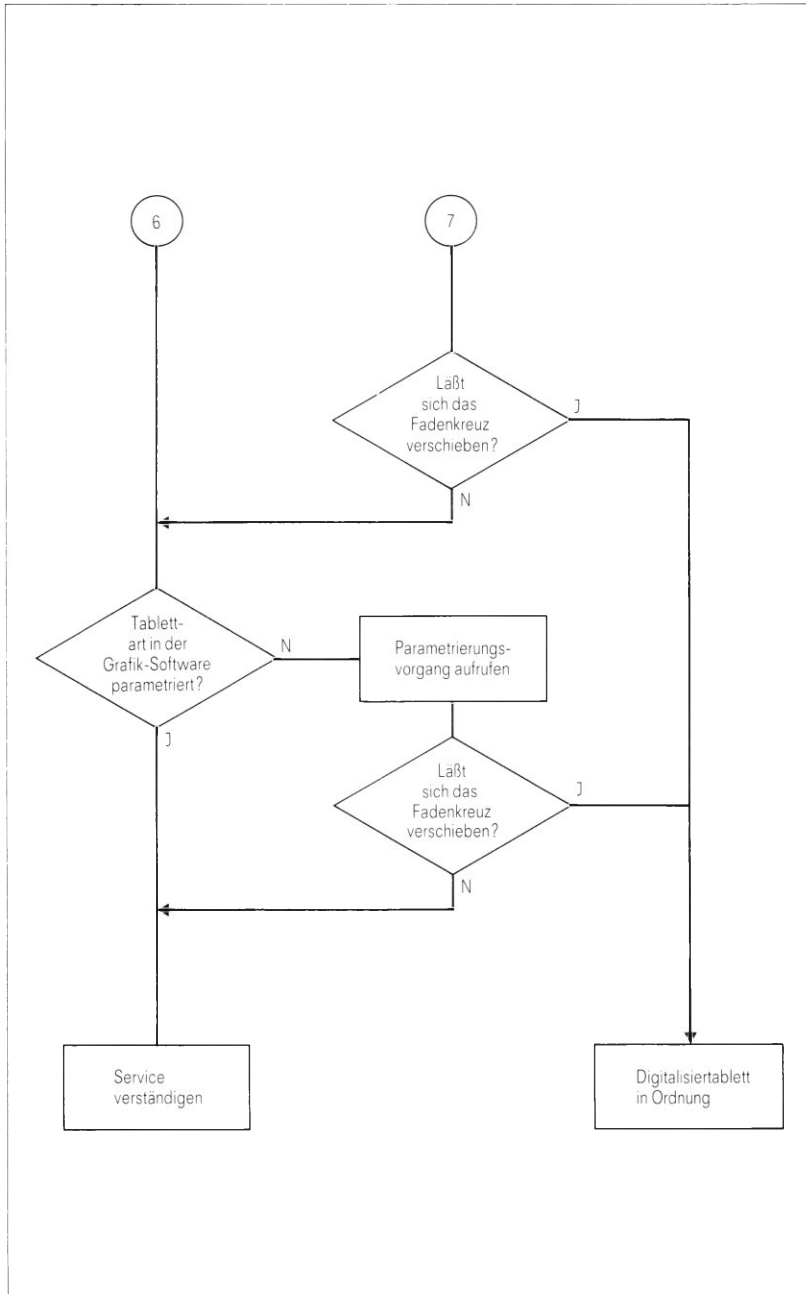 6
7
Läßt
sich das
Fadenkreuz
verschieben?
J
N
Tablett-
art in der
Grafik-Software
parametriert?
N
J
Parametrierungs-
vorgang aufrufen
Läßt
sich das
Fadenkreuz
verschieben?
J
N
Service
verständigen
Digitalisiertablett
in Ordnung